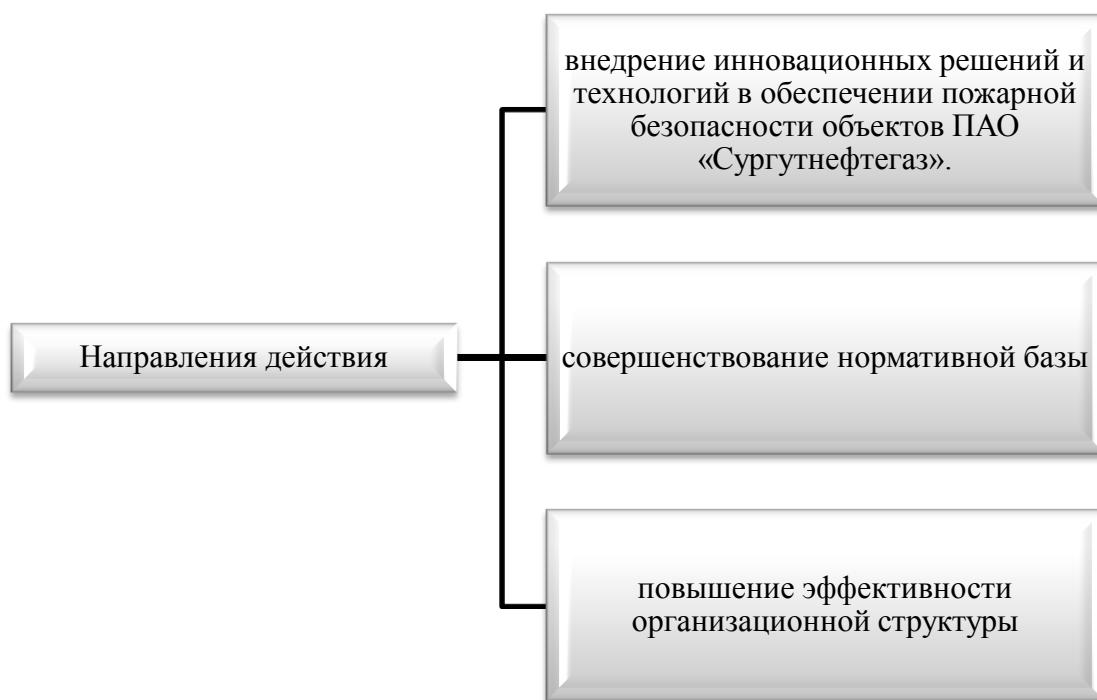 внедрение инновационных решений и
технологий в обеспечении пожарной
безопасности объектов ПАО
«Сургутнефтегаз».
Направления действия
совершенствование нормативной базы
повышение эффективности
организационной структуры